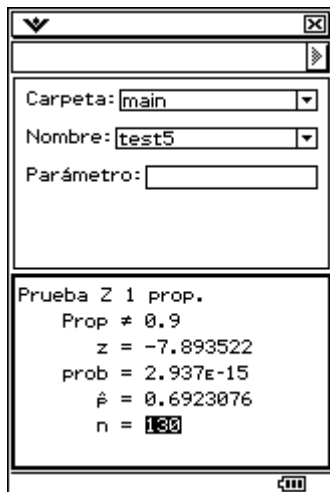 Carpeta: main
Nombre: test5
Parámetro:
Prueba Z 1 prop.
Prop ≠ 0.9
z = -7.893522
prob = 2.937E-15
p̂ = 0.6923076
n = 130